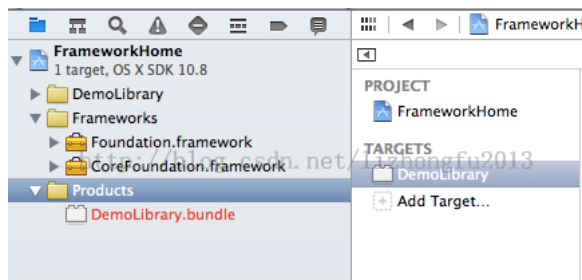 FrameworkHome
1 target, OS X SDK 10.8
DemoLibrary
Frameworks
Foundation.framework
CoreFoundation.framework
Products
DemoLibrary.bundle
FrameworkH
PROJECT
FrameworkHome
TARGETS
DemoLibrary
Add Target...
http://blog.csdn.net/lizhongfu2013